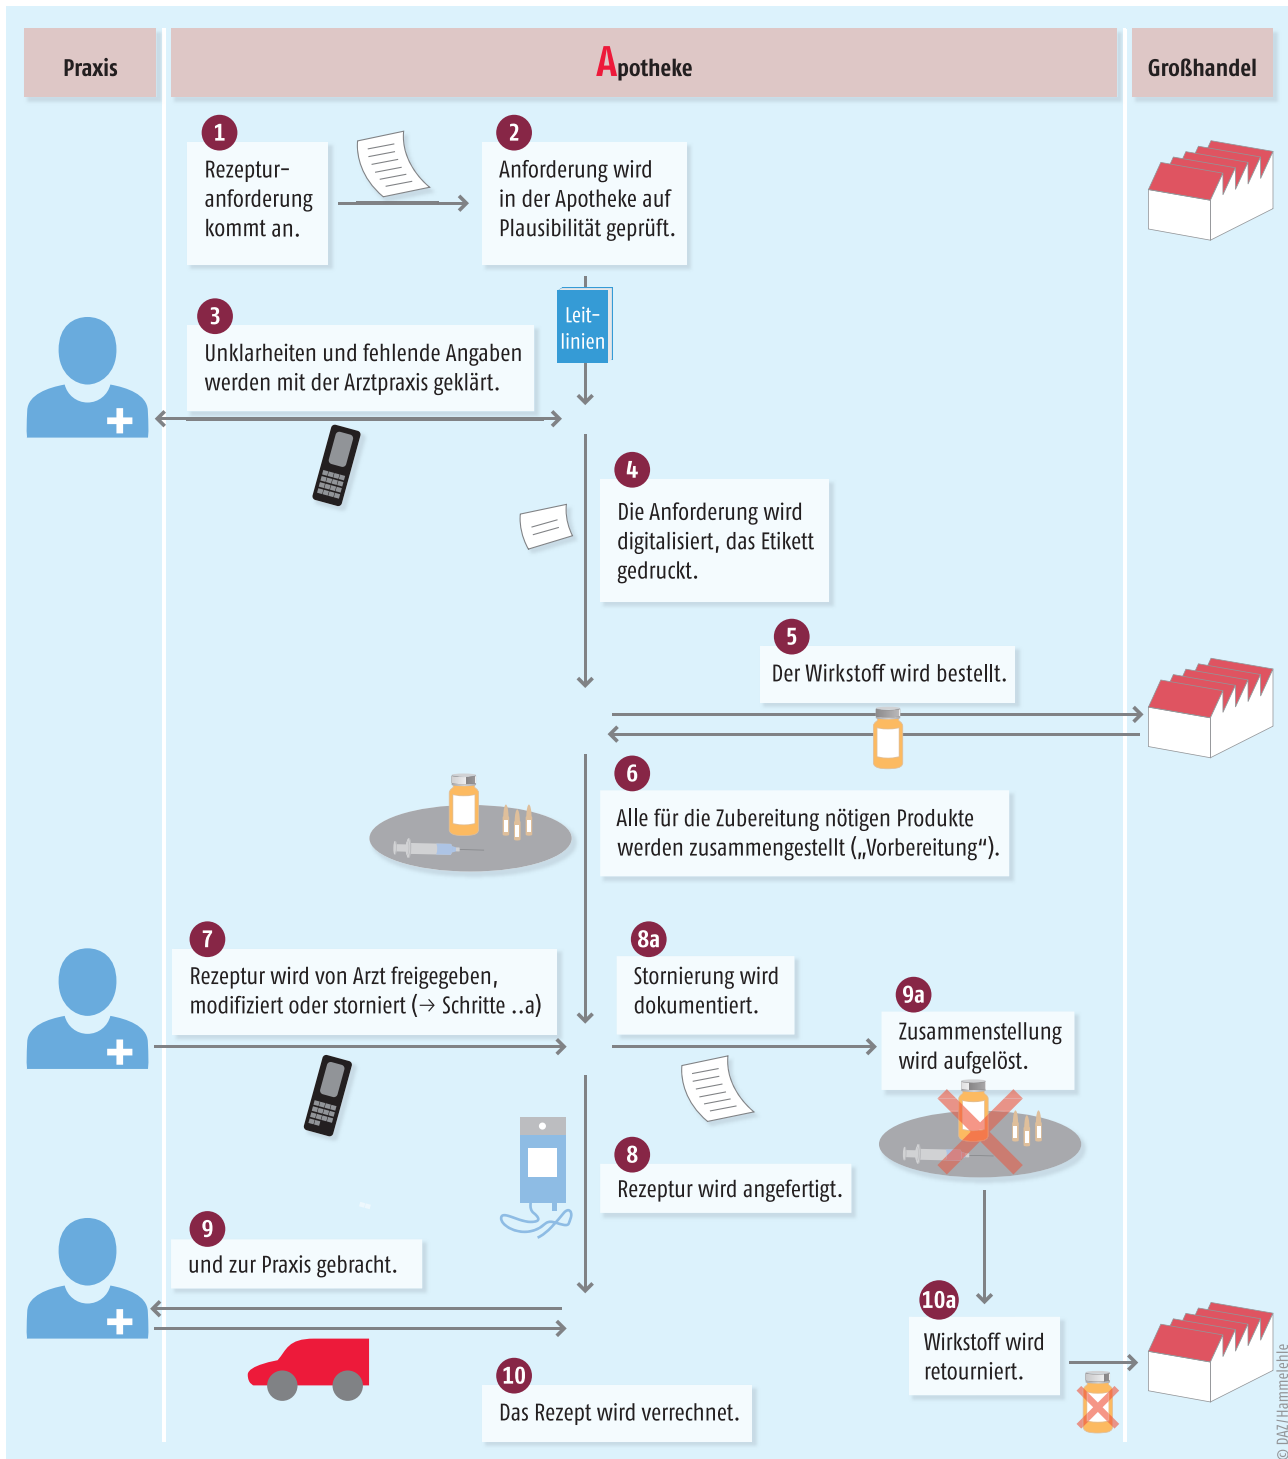 Praxis
Apotheke
Großhandel
1
Rezeptur-
anforderung
kommt an.
2
Anforderung wird
in der Apotheke auf
Plausibilität geprüft.
Leit-
linien
3
Unklarheiten und fehlende Angaben
werden mit der Arztpraxis geklärt.
4
Die Anforderung wird
digitalisiert, das Etikett
gedruckt.
5
Der Wirkstoff wird bestellt.
6
Alle für die Zubereitung nötigen Produkte
werden zusammengestellt („Vorbereitung“).
7
Rezeptur wird von Arzt freigegeben,
modifiziert oder storniert (→ Schritte ..a)
8a
Stornierung wird
dokumentiert.
9a
Zusammenstellung
wird aufgelöst.
8
Rezeptur wird angefertigt.
9
und zur Praxis gebracht.
10a
Wirkstoff wird
retourniert.
10
Das Rezept wird verrechnet.
© DAZ/Hammelehle